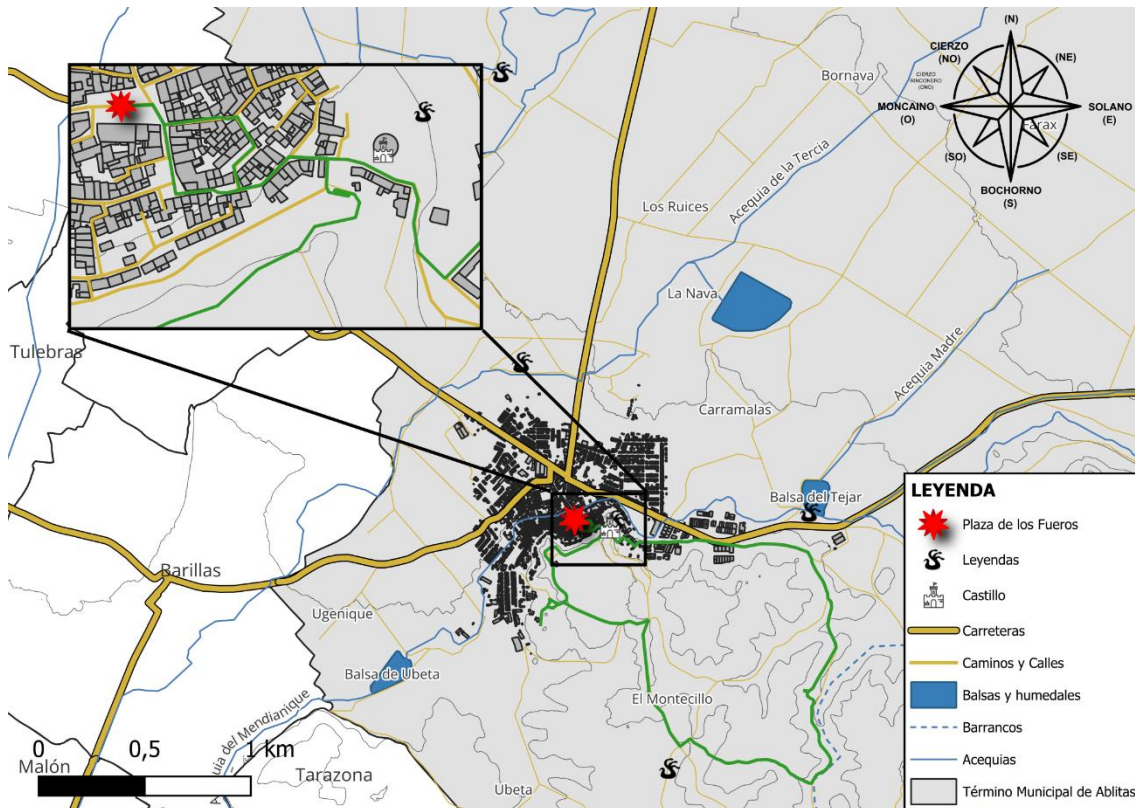 (N)
CIERZO
(NO)
(NE)
CIERZO
RINCONERO
(ONO)
MONCAINO
(O)
SOLANO
(E)
(SO)
(SE)
BOCHORNO
(S)
Bornava
Farax
Acequia de la Tercia
Los Ruices
La Nava
Tulebras
Acequia Madre
Carramalas
Balsa del Tejar
Barillas
Ugenique
Balsa de Ubeta
El Montecillo
uia del Mendianique
A
Malón
Tarazona
Ubeta
0 0,5 1 km
LEYENDA
Plaza de los Fueros
Leyendas
Castillo
Carreteras
Caminos y Calles
Balsas y humedales
Barrancos
Acequias
Término Municipal de Ablitas